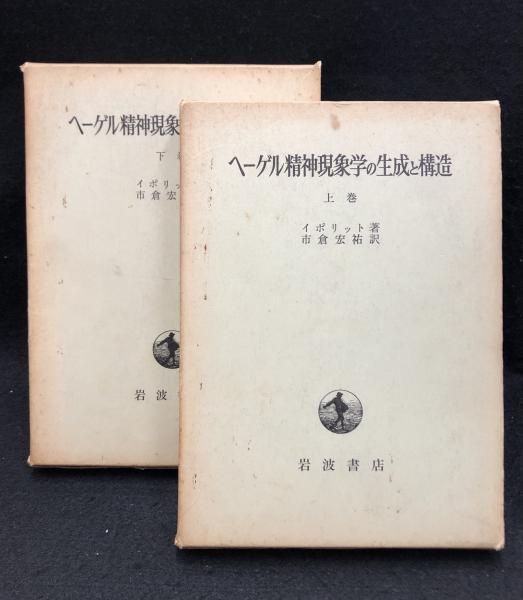 ヘーゲル精神現象
下
イポリッ
市倉宏
岩波
ヘーゲル精神現象学の生成と構造
上巻
イポリット著
市倉宏祐訳
岩波書店